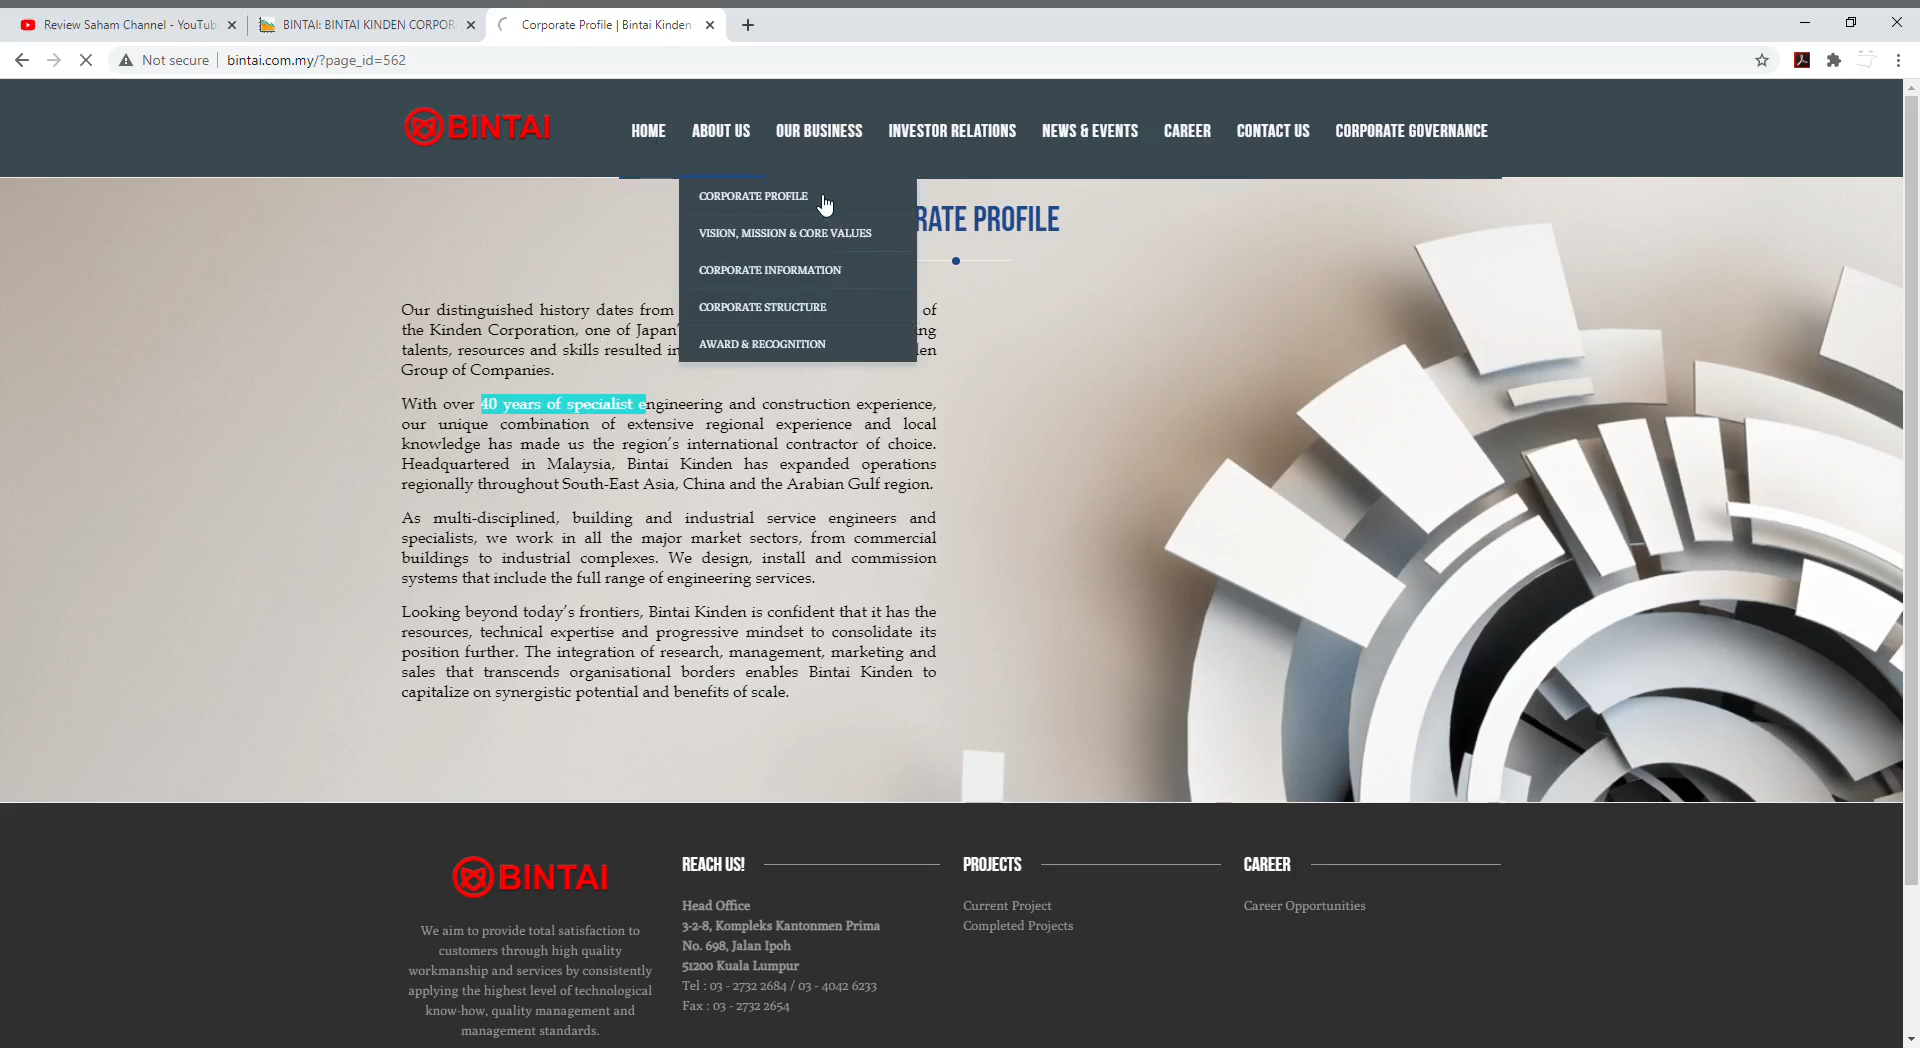 Review Saham Channel - YouTub
BINTAI: BINTAI KINDEN CORPOR
Corporate Profile | Bintai Kinden
Not secure
bintai.com.my/?page_id=562
BINTAI
HOME
ABOUT US
OUR BUSINESS
INVESTOR RELATIONS
NEWS & EVENTS
CAREER
CONTACT US
CORPORATE GOVERNANCE
CORPORATE PROFILE
VISION, MISSION & CORE VALUES
CORPORATE INFORMATION
CORPORATE STRUCTURE
AWARD & RECOGNITION
RATE PROFILE
Our distinguished history dates from of
the Kinden Corporation, one of Japan'
talents, resources and skills resulted in
Group of Companies.
With over 40 years of specialist engineering and construction experience,
our unique combination of extensive regional experience and local
knowledge has made us the region's international contractor of choice.
Headquartered in Malaysia, Bintai Kinden has expanded operations
regionally throughout South-East Asia, China and the Arabian Gulf region.
As multi-disciplined, building and industrial service engineers and
specialists, we work in all the major market sectors, from commercial
buildings to industrial complexes. We design, install and commission
systems that include the full range of engineering services.
Looking beyond today's frontiers, Bintai Kinden is confident that it has the
resources, technical expertise and progressive mindset to consolidate its
position further. The integration of research, management, marketing and
sales that transcends organisational borders enables Bintai Kinden to
capitalize on synergistic potential and benefits of scale.
BINTAI
We aim to provide total satisfaction to
customers through high quality
workmanship and services by consistently
applying the highest level of technological
know-how, quality management and
management standards.
REACH US!
Head Office
3-2-8, Kompleks Kantonmen Prima
No. 698, Jalan Ipoh
51200 Kuala Lumpur
Tel : 03 - 2732 2684 / 03 - 4042 6233
Fax : 03 - 2732 2654
PROJECTS
Current Project
Completed Projects
CAREER
Career Opportunities